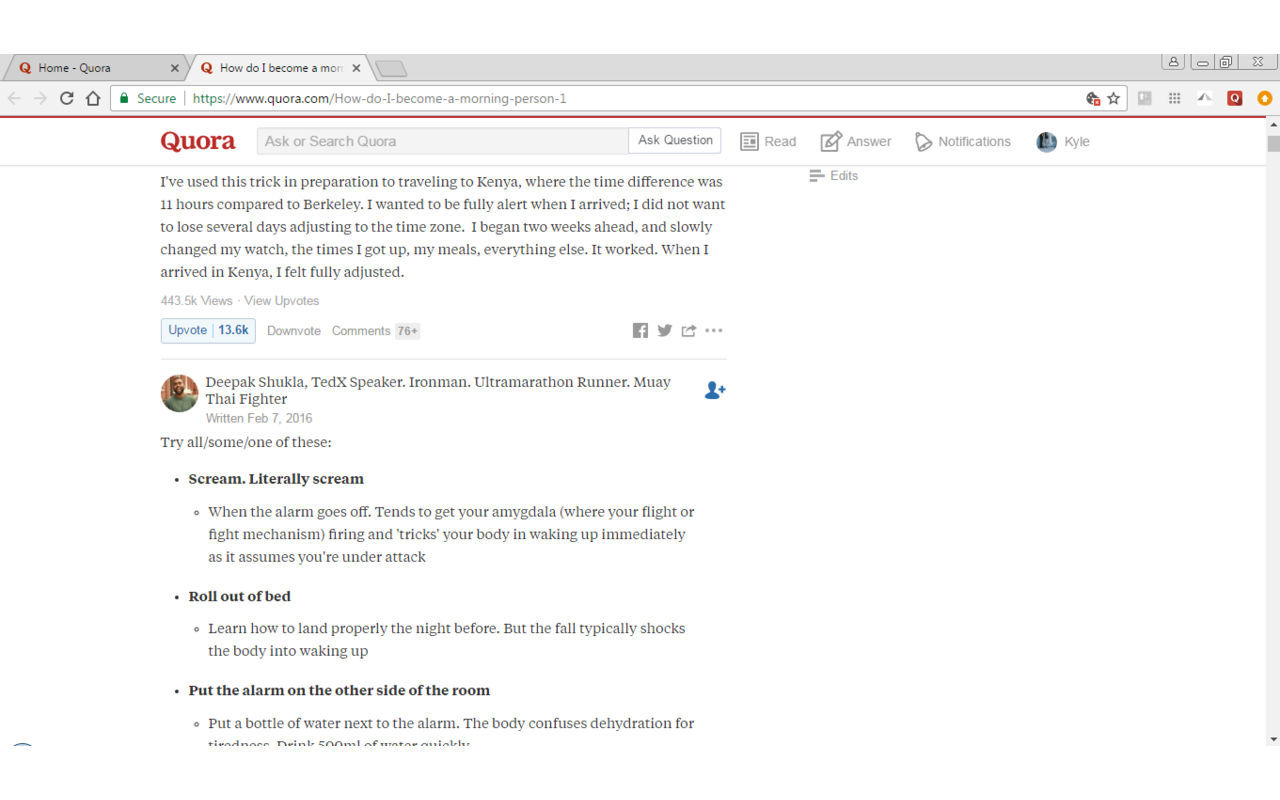 Home - Quora
How do I become a mor
Secure
https://www.quora.com/How-do-I-become-a-morning-person-1
Quora
Ask or Search Quora
Ask Question
Read
Answer
Notifications
Kyle
I've used this trick in preparation to traveling to Kenya, where the time difference was
11 hours compared to Berkeley. I wanted to be fully alert when I arrived; I did not want
to lose several days adjusting to the time zone.  I began two weeks ahead, and slowly
changed my watch, the times I got up, my meals, everything else. It worked. When I
arrived in Kenya, I felt fully adjusted.
Edits
443.5k Views · View Upvotes
Upvote | 13.6k
Downvote
Comments 76+
Deepak Shukla, TedX Speaker. Ironman. Ultramarathon Runner. Muay
Thai Fighter
Written Feb 7, 2016
Try all/some/one of these:
• Scream. Literally scream
When the alarm goes off. Tends to get your amygdala (where your flight or
fight mechanism) firing and 'tricks' your body in waking up immediately
as it assumes you're under attack
• Roll out of bed
Learn how to land properly the night before. But the fall typically shocks
the body into waking up
• Put the alarm on the other side of the room
Put a bottle of water next to the alarm. The body confuses dehydration for
tiredness. Drink 500ml of water quickly